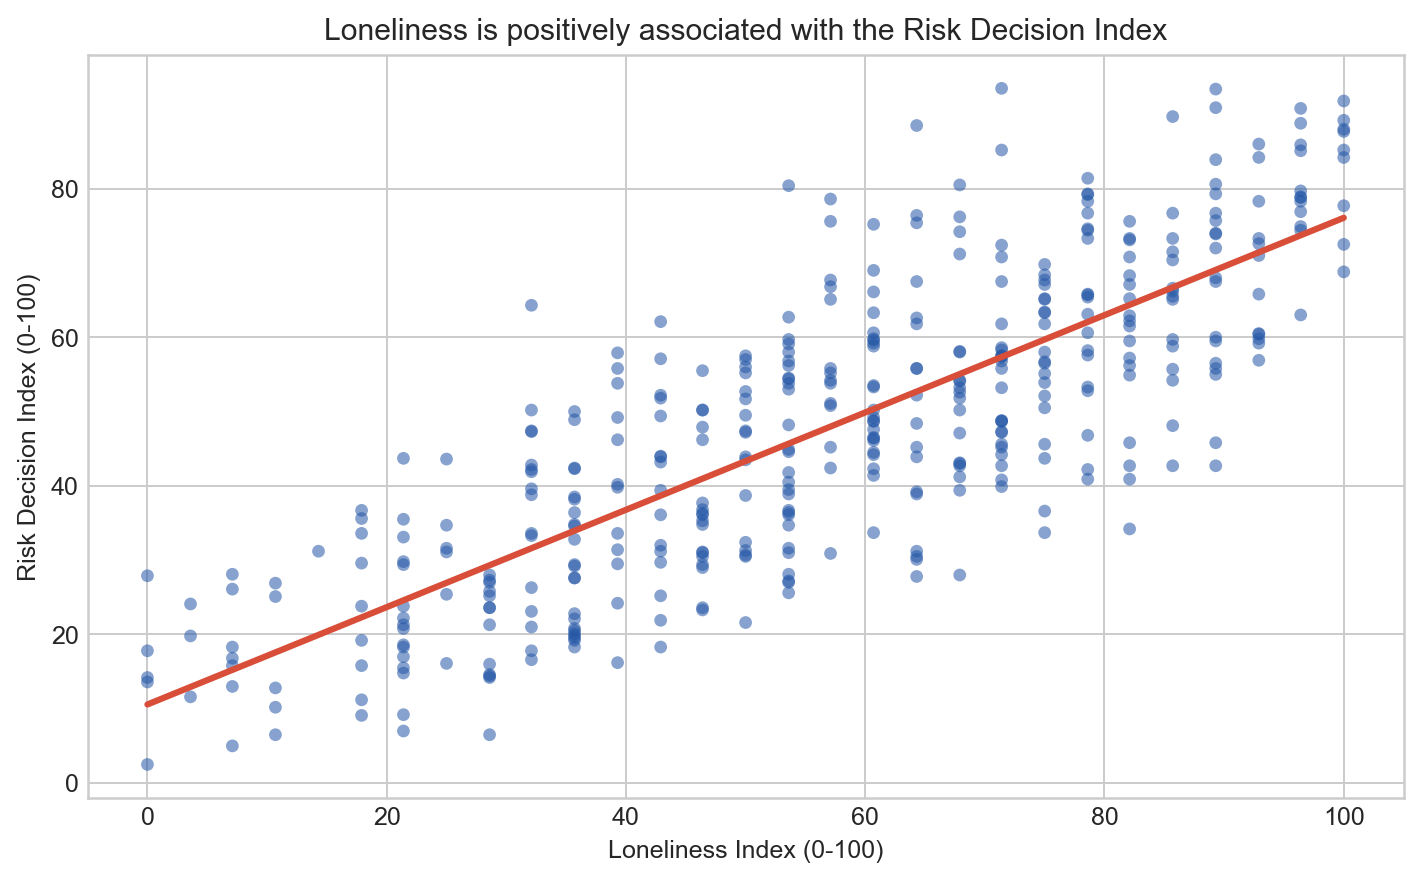 Loneliness is positively associated with the Risk Decision Index
Risk Decision Index (0-100)
80
60
40
20
0
0 20 40 60 80 100
Loneliness Index (0-100)